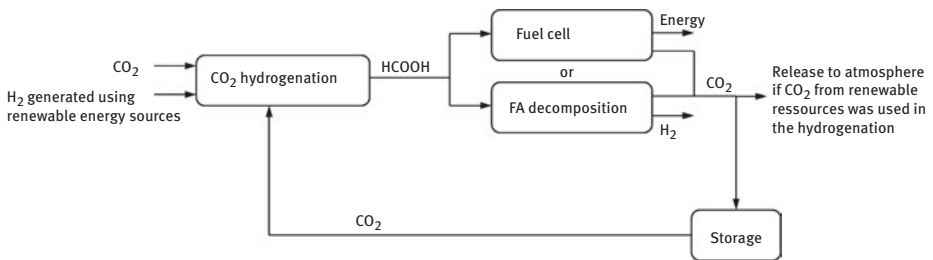 CO₂
H₂ generated using
renewable energy sources
CO₂ hydrogenation
HCOOH
Fuel cell
Energy
or
FA decomposition
H₂
CO₂
Release to atmosphere
if CO₂ from renewable
ressources was used in
the hydrogenation
Storage
CO₂